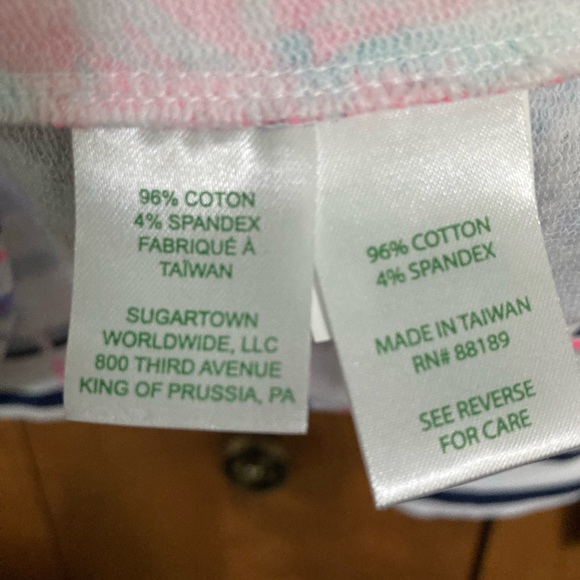 96% COTON
4% SPANDEX
FABRIQUÉ À
TAÏWAN
SUGARTOWN
WORLDWIDE, LLC
800 THIRD AVENUE
KING OF PRUSSIA, PA
96% COTTON
4% SPANDEX
MADE IN TAIWAN
RN# 88189
SEE REVERSE
FOR CARE